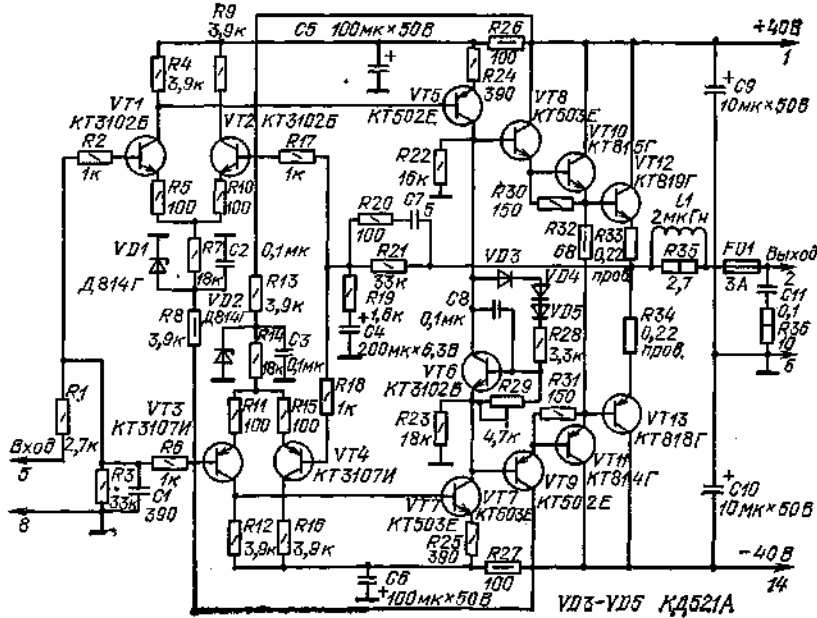 R9
3,9к
C5 100мк×50В
R26
100
+40В
1
R4
3,9к
R24
390
C9
10мк×50В
VT1
КТ3102Б
VT2
КТ3102Б
VT5
КТ502Е
VT8
КТ503Е
VT10
КТ815Г
VT12
КТ819Г
R2
1к
R17
1к
R22
16к
R5
100
R10
100
R20
100
C7
5
R30
150
L1
2мкГн
R32
68
R33
0,22
пров.
R35
2,7
FU1
3А
Выход
2
VD1
Д814Г
R7
18к
C2
0,1мк
R21
33к
VD3
VD4
VD5
C11
0,1
R36
10
6
R13
3,9к
R19
1,6к
C8
0,1мк
R8
3,9к
VD2
Д814Г
C4
200мк×6,3В
R28
3,3к
R34
0,22
пров.
R14
18к
C3
0,1мк
VT6
КТ3102В
R29
4,7к
R31
150
R1
2,7к
VT3
КТ3107И
R11
100
R15
100
R18
1к
R23
18к
VT13
КТ818Г
Вход
5
R6
1к
VT4
КТ3107И
VT11
КТ814Г
R3
33к
C1
390
VT7
КТ503Е
VT7
КТ503Е
VT9
КТ502Е
C10
10мк×50В
8
R12
3,9к
R16
3,9к
R25
390
R27
100
-40В
14
C6
100мк×50В
VD3-VD5 КД521А